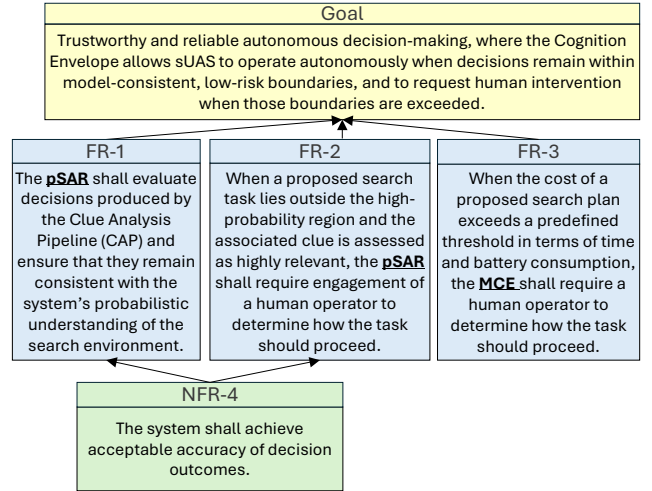 Goal
Trustworthy and reliable autonomous decision-making, where the Cognition
Envelope allows sUAS to operate autonomously when decisions remain within
model-consistent, low-risk boundaries, and to request human intervention
when those boundaries are exceeded.
FR-1
The pSAR shall evaluate
decisions produced by
the Clue Analysis
Pipeline (CAP) and
ensure that they remain
consistent with the
system's probabilistic
understanding of the
search environment.
FR-2
When a proposed search
task lies outside the high-
probability region and the
associated clue is assessed
as highly relevant, the pSAR
shall require engagement of
a human operator to
determine how the task
should proceed.
FR-3
When the cost of a
proposed search plan
exceeds a predefined
threshold in terms of time
and battery consumption,
the MCE shall require a
human operator to
determine how the task
should proceed.
NFR-4
The system shall achieve
acceptable accuracy of decision
outcomes.